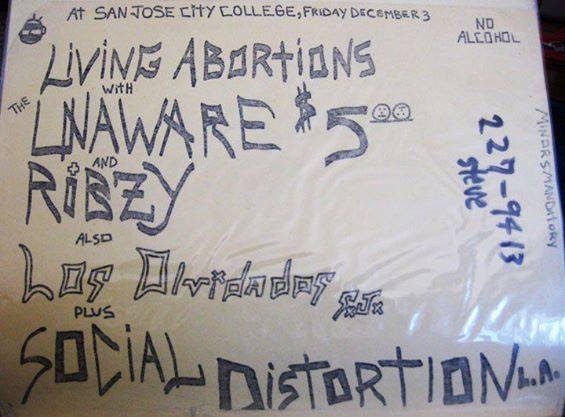 AT SAN JOSE CITY COLLEGE, FRIDAY DECEMBER 3
NO
ALCOHOL
LIVING ABORTIONS
WITH
THE
UNAWARE $5.00
AND
RIBZY
ALSO
LOS OLVIDADOS S.J.
PLUS
SOCIAL DISTORTION L.A.
227-9413
STEVE
MINORS MANDITORY